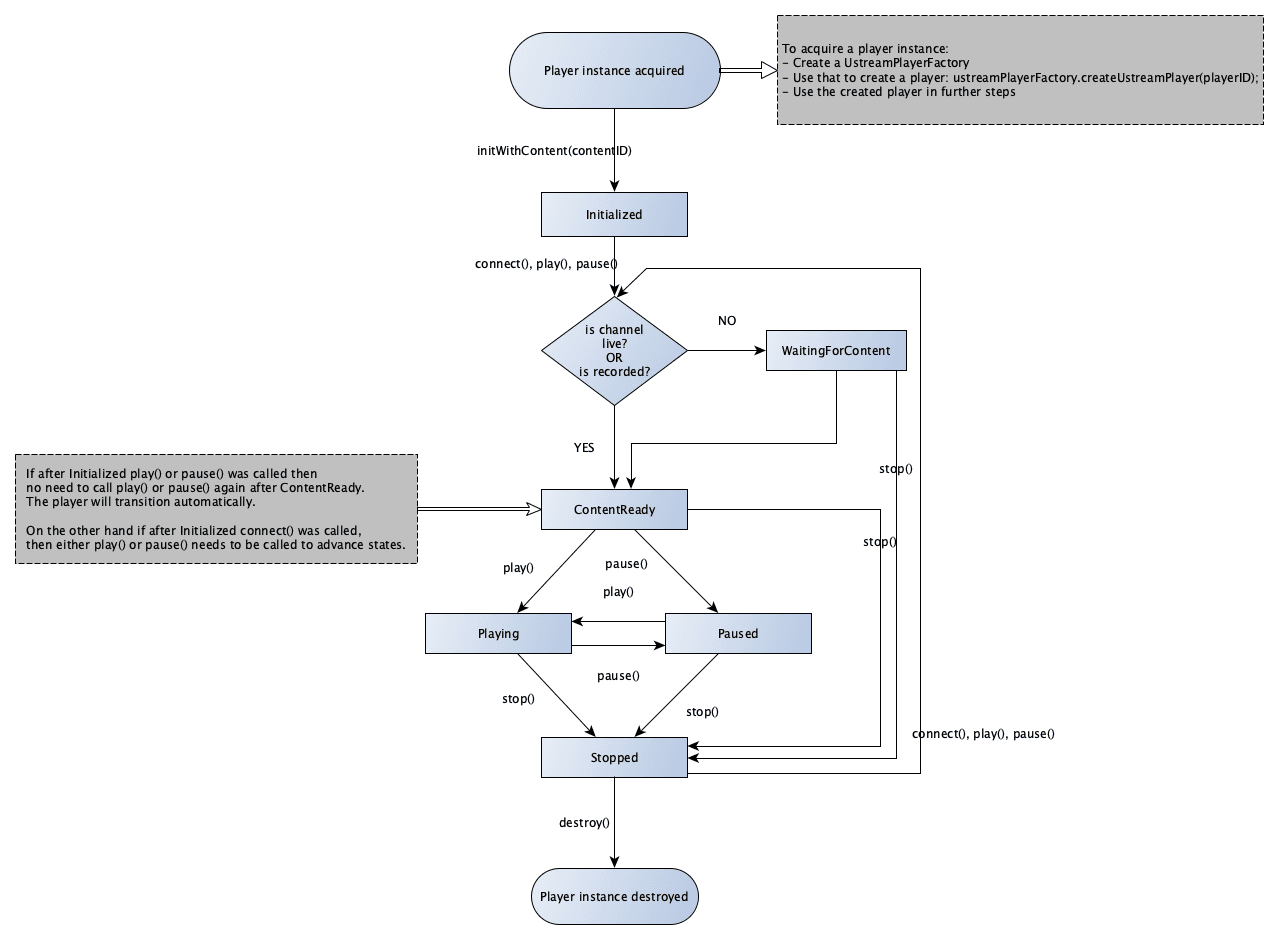 Player instance acquired
To acquire a player instance:
– Create a UstreamPlayerFactory
– Use that to create a player: ustreamPlayerFactory.createUstreamPlayer(playerID);
– Use the created player in further steps
initWithContent(contentID)
Initialized
connect(), play(), pause()
is channel
live?
OR
is recorded?
NO
WaitingForContent
YES
stop()
If after Initialized play() or pause() was called then
no need to call play() or pause() again after ContentReady.
The player will transition automatically.
On the other hand if after Initialized connect() was called,
then either play() or pause() needs to be called to advance states.
ContentReady
stop()
play()
pause()
play()
Playing
Paused
pause()
stop()
stop()
connect(), play(), pause()
Stopped
destroy()
Player instance destroyed